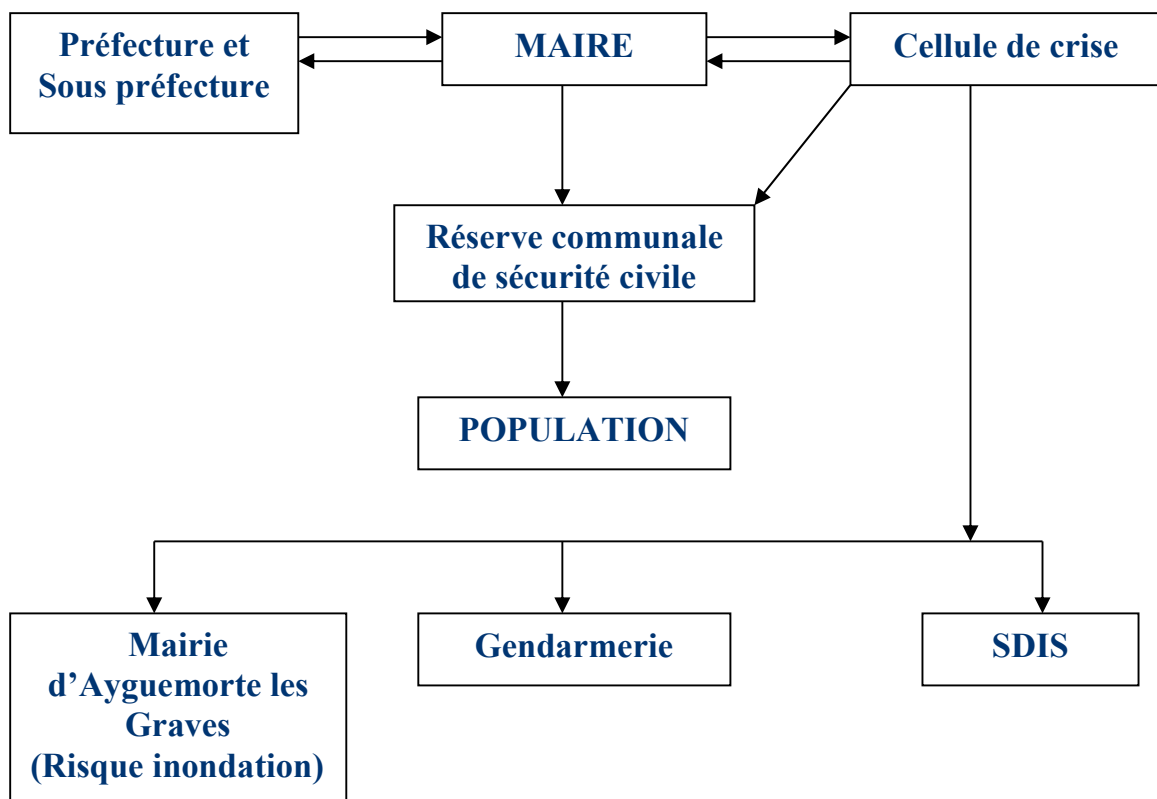 Préfecture et
Sous préfecture
MAIRE
Cellule de crise
Réserve communale
de sécurité civile
POPULATION
Mairie
d’Ayguemorte les
Graves
(Risque inondation)
Gendarmerie
SDIS